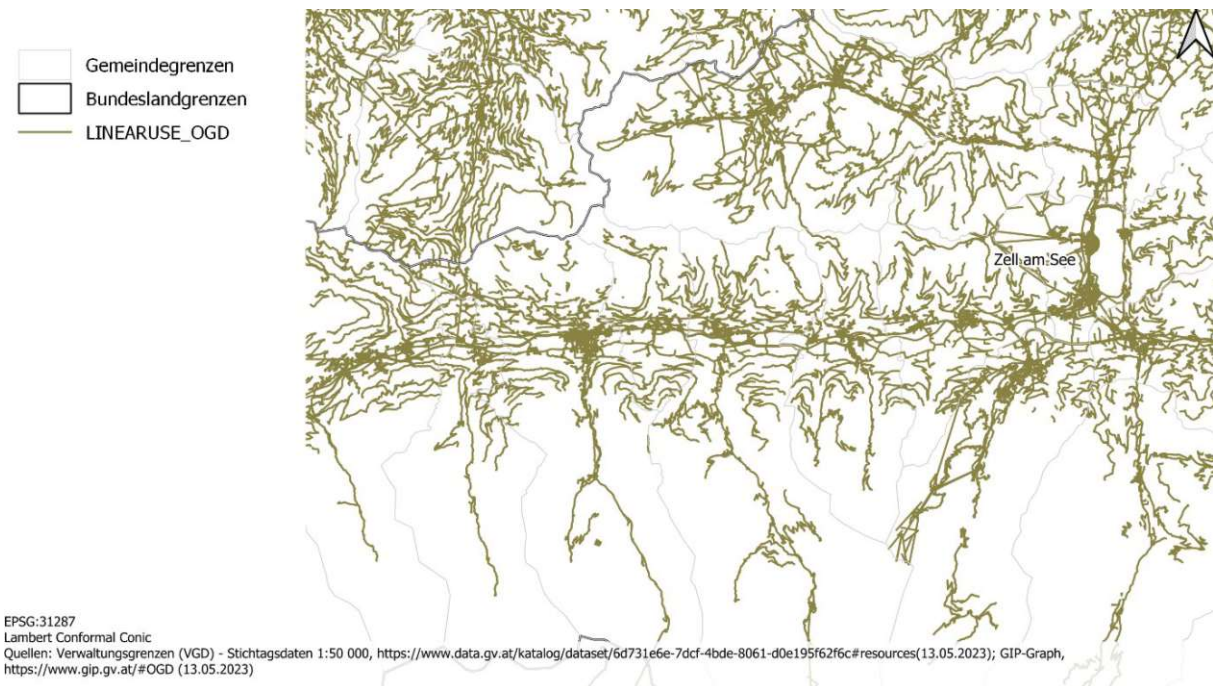 Gemeindegrenzen
Bundeslandgrenzen
LINEARUSE_OGD
Zell am See
EPSG:31287
Lambert Conformal Conic
Quellen: Verwaltungsgrenzen (VGD) - Stichtagsdaten 1:50 000, https://www.data.gv.at/katalog/dataset/6d731e6e-7dcf-4bde-8061-d0e195f62f6c#resources(13.05.2023); GIP-Graph,
https://www.gip.gv.at/#OGD (13.05.2023)